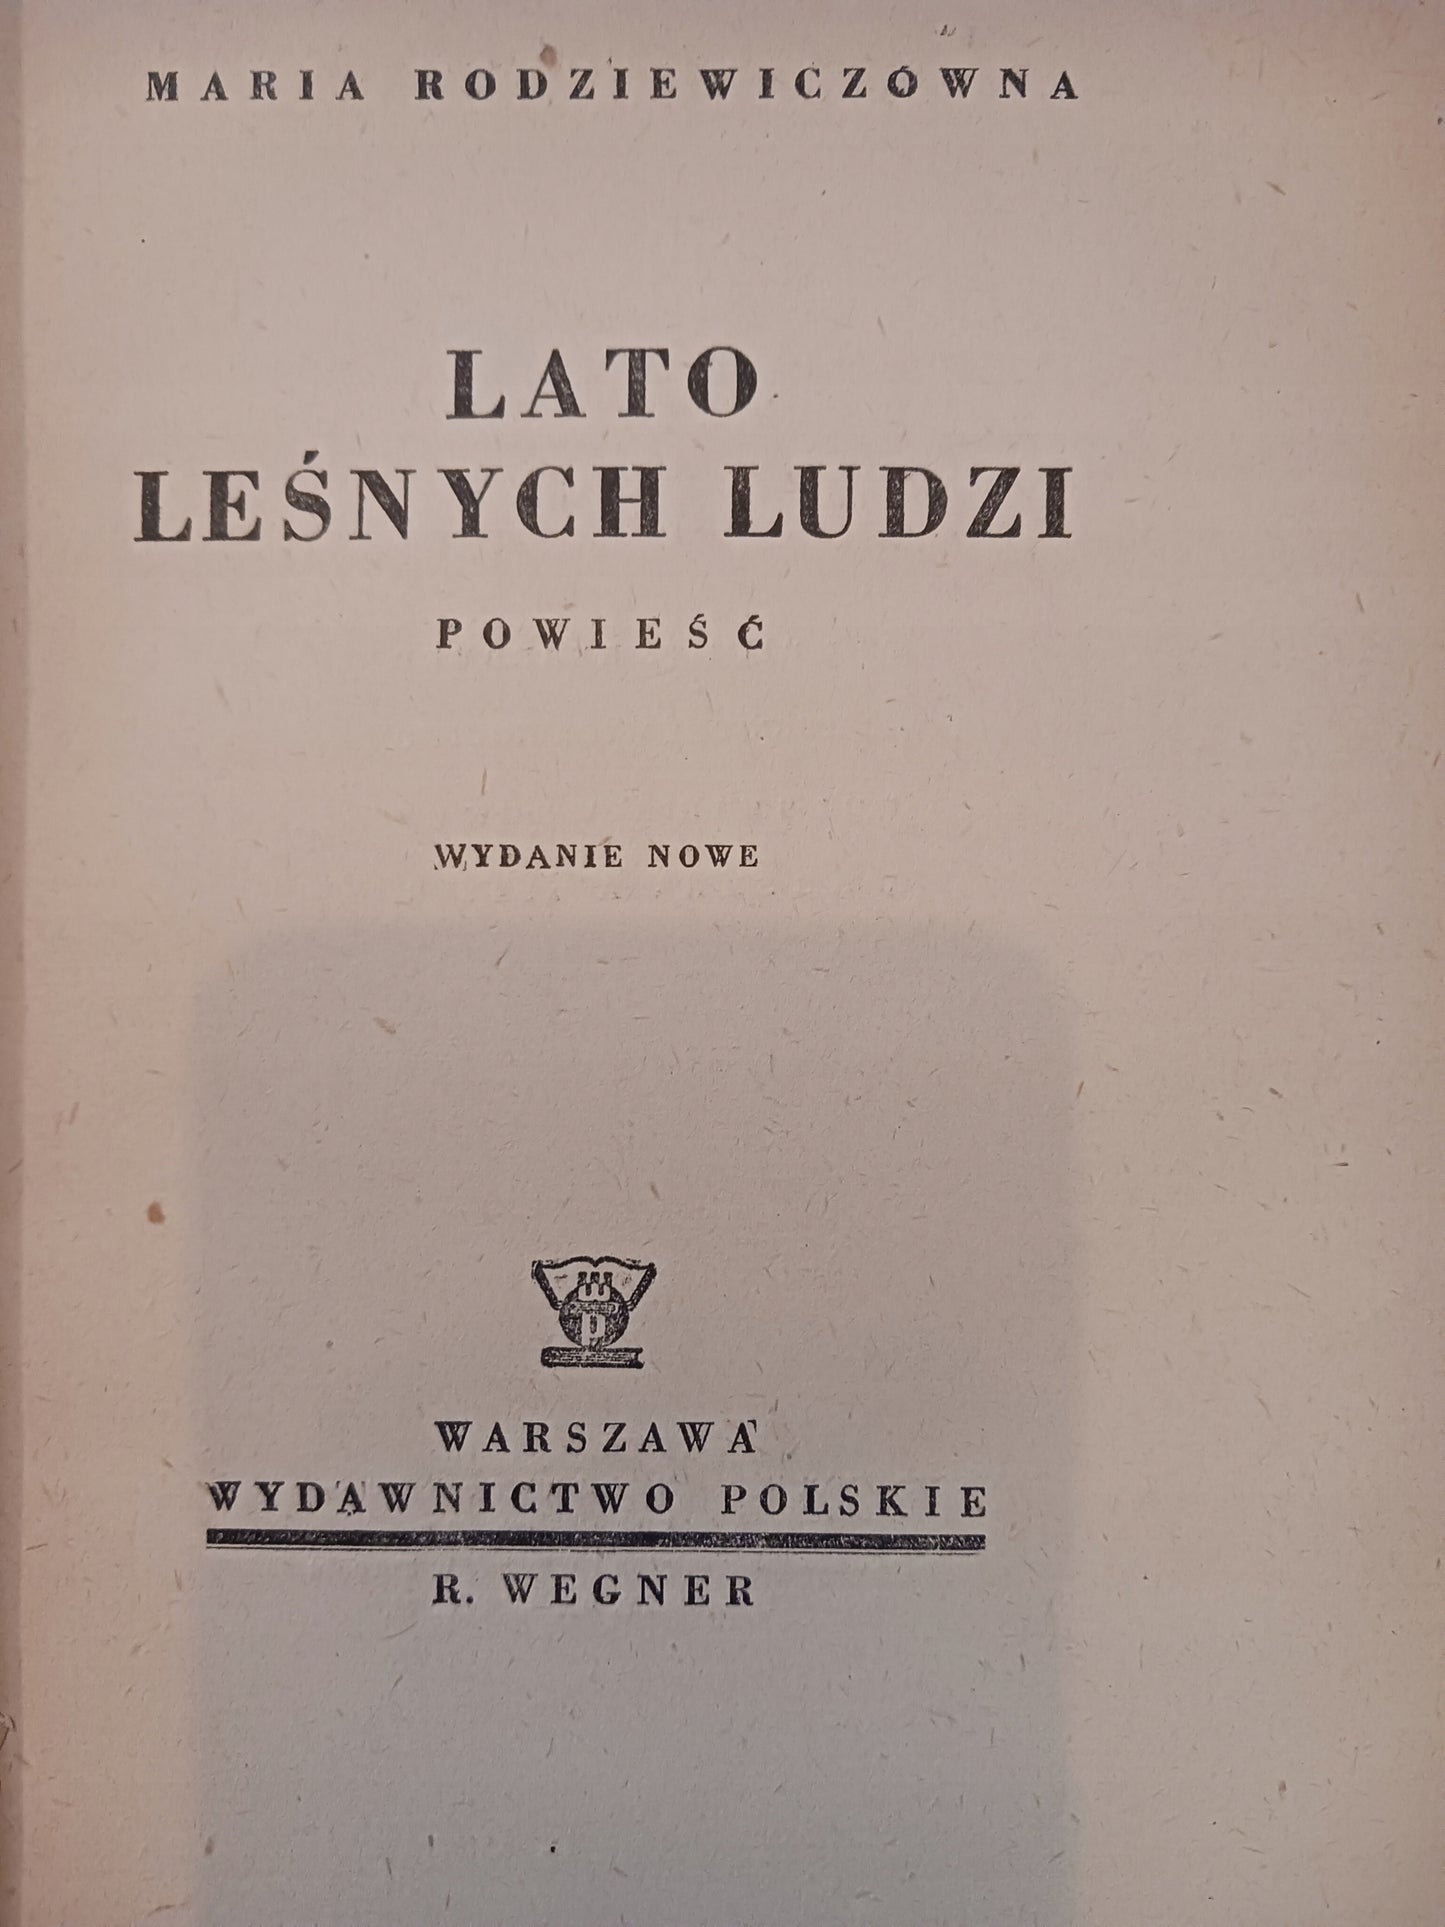 MARIA RODZIEWICZÓWNA
LATO
LEŚNYCH LUDZI
POWIEŚĆ
WYDANIE NOWE
w
p
WARSZAWA
WYDAWNICTWO POLSKIE
R. WEGNER